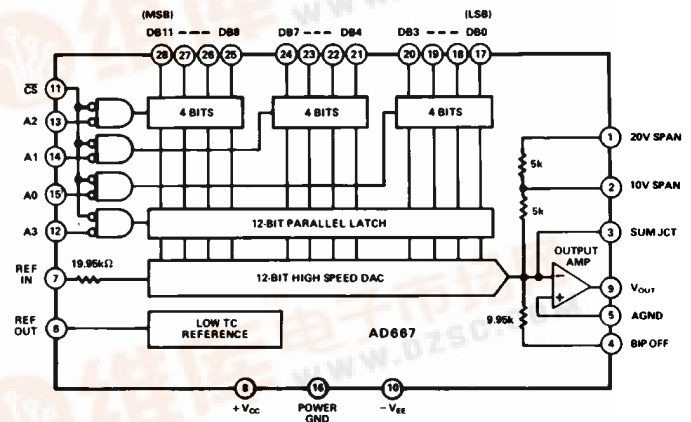 (MSB)
(LSB)
DB11 ---- DB8
DB7 ---- DB4
DB3 ---- DB0
28 27 26 25
24 23 22 21
20 19 18 17
CS 11
4 BITS
4 BITS
4 BITS
A2 13
A1 14
A0 15
A3 12
12-BIT PARALLEL LATCH
REF IN 7
19.95kΩ
12-BIT HIGH SPEED DAC
REF OUT 6
LOW TC
REFERENCE
AD667
1 20V SPAN
5k
2 10V SPAN
5k
3 SUM JCT
OUTPUT
AMP
9 VOUT
5 AGND
9.95k
4 BIP OFF
8
16
10
+ VCC
POWER
GND
- VEE
www.DZSC.com